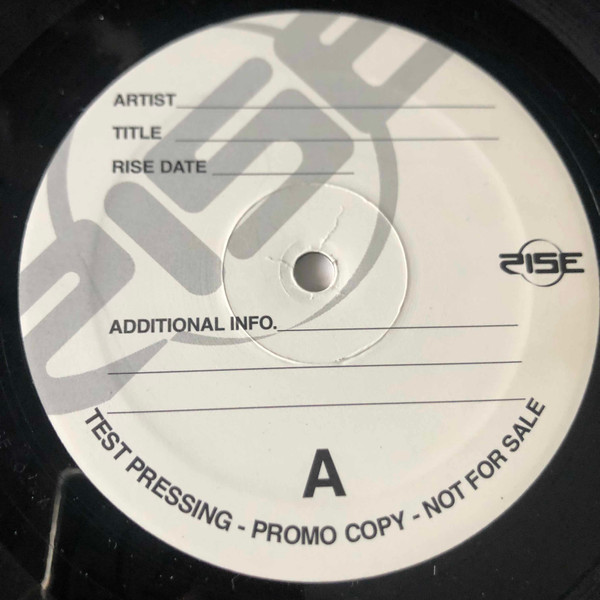 ARTIST
TITLE
RISE DATE
RISE
ADDITIONAL INFO.
A
TEST PRESSING - PROMO COPY - NOT FOR SALE